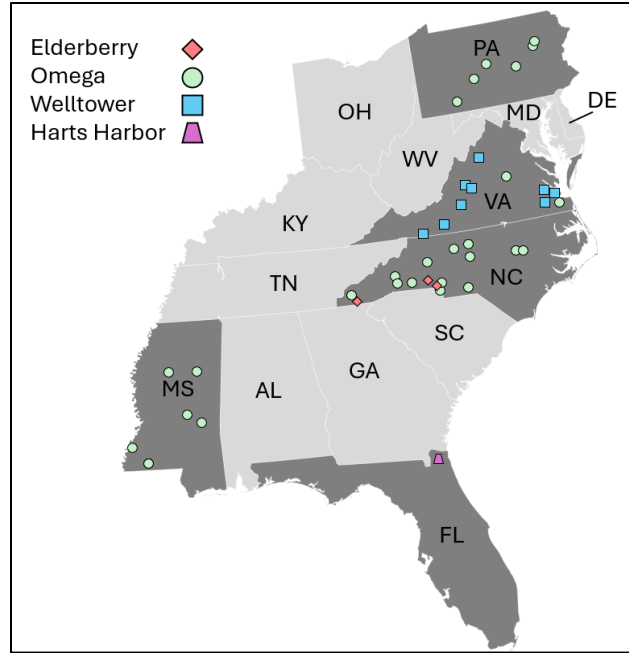 Elderberry
Omega
Welltower
Harts Harbor
PA
OH
MD
DE
WV
VA
KY
NC
TN
SC
MS
AL
GA
FL